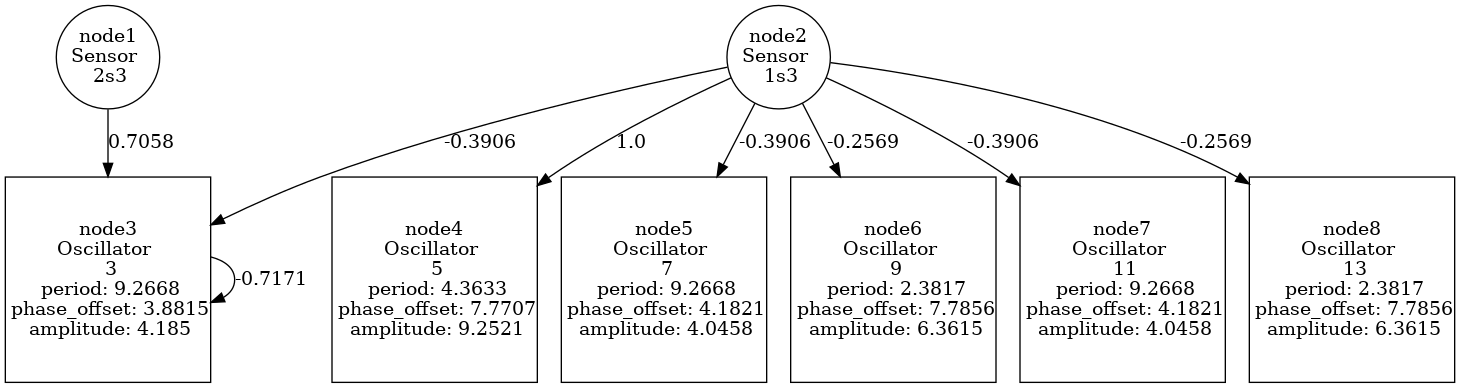 node1
Sensor
2s3
node2
Sensor
1s3
0.7058
-0.3906
1.0
-0.3906
-0.2569
-0.3906
-0.2569
node3
Oscillator
3
period: 9.2668
phase_offset: 3.8815
amplitude: 4.185
-0.7171
node4
Oscillator
5
period: 4.3633
phase_offset: 7.7707
amplitude: 9.2521
node5
Oscillator
7
period: 9.2668
phase_offset: 4.1821
amplitude: 4.0458
node6
Oscillator
9
period: 2.3817
phase_offset: 7.7856
amplitude: 6.3615
node7
Oscillator
11
period: 9.2668
phase_offset: 4.1821
amplitude: 4.0458
node8
Oscillator
13
period: 2.3817
phase_offset: 7.7856
amplitude: 6.3615